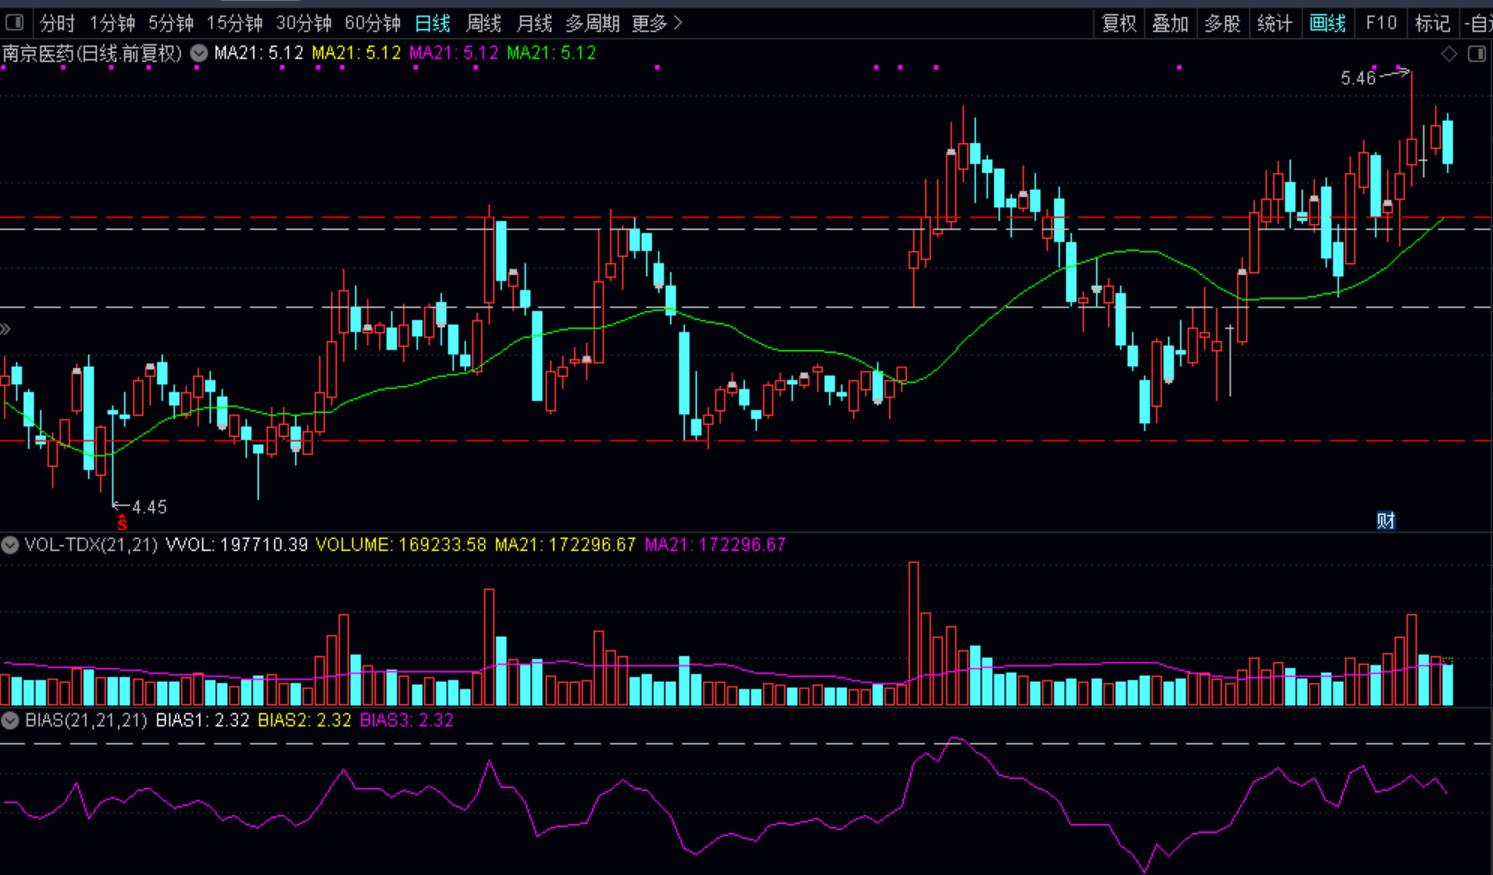 分时 1分钟 5分钟 15分钟 30分钟 60分钟 日线 周线 月线 多周期 更多 > 复权 叠加 多股 统计 画线 F10 标记 -自选
南京医药(日线.前复权) MA21: 5.12 MA21: 5.12 MA21: 5.12 MA21: 5.12
5.46
4.45
S
财
VOL-TDX(21,21) VVOL: 197710.39 VOLUME: 169233.58 MA21: 172296.67 MA21: 172296.67
BIAS(21,21,21) BIAS1: 2.32 BIAS2: 2.32 BIAS3: 2.32